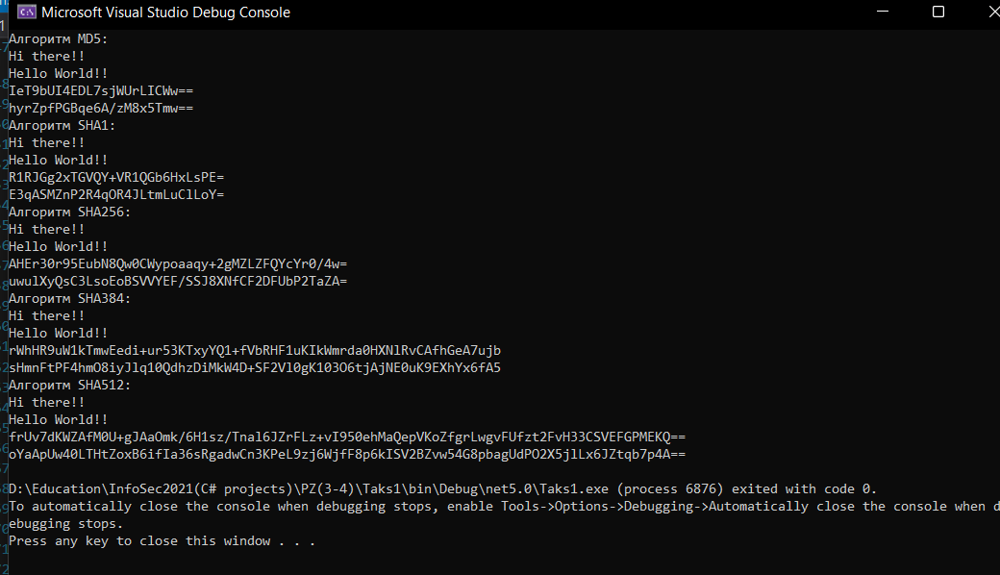 Microsoft Visual Studio Debug Console
Алгоритм MD5:
Hi there!!
Hello World!!
IeT9bUI4EDL7sjWUrLICWw==
hyrZpfPGBqe6A/zM8x5Tmw==
Алгоритм SHA1:
Hi there!!
Hello World!!
R1RJGg2xTGVQY+VR1QGb6HxLsPE=
E3qASMZnP2R4qOR4JLtmLuClLoY=
Алгоритм SHA256:
Hi there!!
Hello World!!
AHEr30r95EubN8Qw0CWypoaaqy+2gMZLZFQYcYr0/4w=
uwulXyQsC3LsoEoBSVVYEF/SSJ8XNfCF2DFUbP2TaZA=
Алгоритм SHA384:
Hi there!!
Hello World!!
rWhHR9uW1kTmwEedi+ur53KTxyYQ1+fVbRHF1uKIkWmrda0HXNlRvCAfhGeA7ujb
sHmnFtPF4hmO8iyJlq10QdhzDiMkW4D+SF2Vl0gK103O6tjAjNE0uK9EXhYx6fA5
Алгоритм SHA512:
Hi there!!
Hello World!!
frUv7dKWZAfM0U+gJAaOmk/6H1sz/Tnal6JZrFLz+vI950ehMaQepVKoZfgrLwgvFUfzt2FvH33CSVEFGPMEKQ==
oYaApUw40LTHtZoxB6ifIa36sRgadwCn3KPeL9zj6WjfF8p6kISV2BZvw54G8pbagUdPO2X5jlLx6JZtqb7p4A==
D:\Education\InfoSec2021(C# projects)\PZ(3-4)\Taks1\bin\Debug\net5.0\Taks1.exe (process 6876) exited with code 0.
To automatically close the console when debugging stops, enable Tools->Options->Debugging->Automatically close the console when d
ebugging stops.
Press any key to close this window . . .